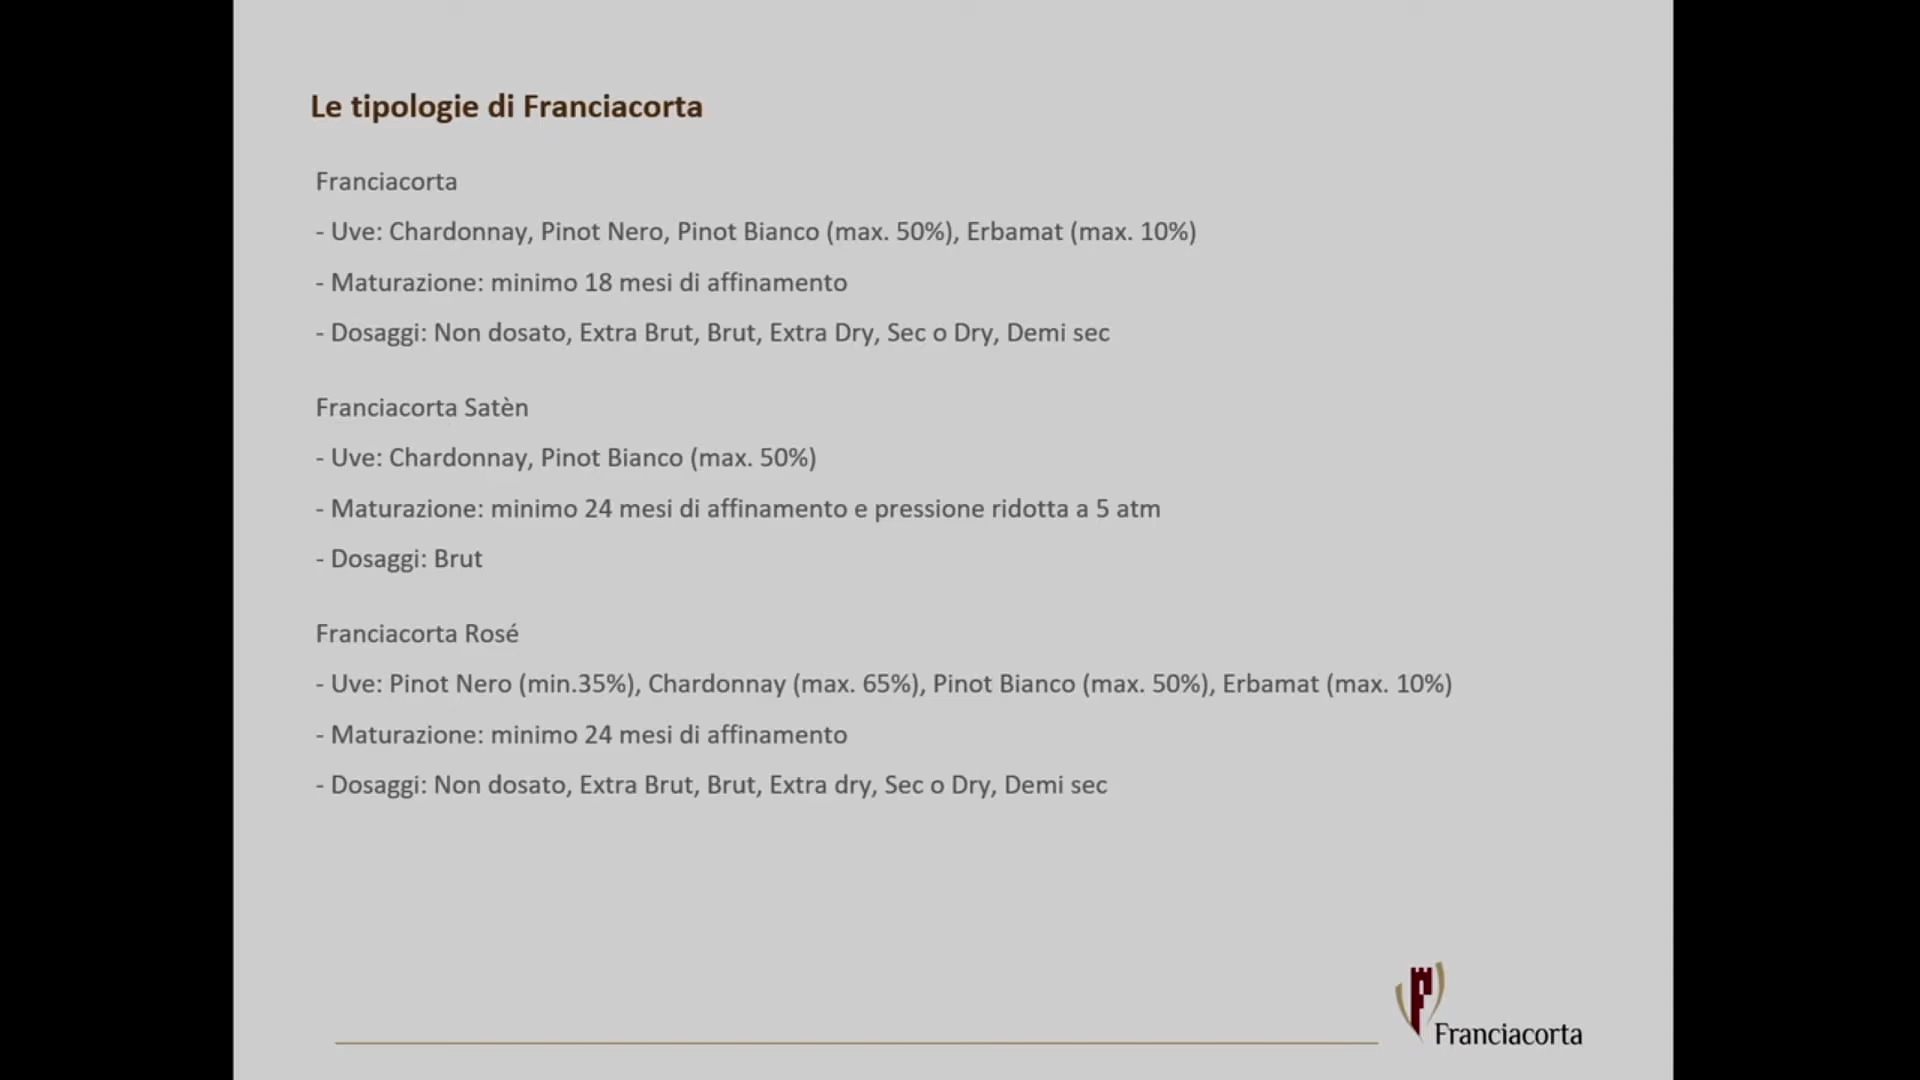 Le tipologie di Franciacorta
Franciacorta
- Uve: Chardonnay, Pinot Nero, Pinot Bianco (max. 50%), Erbamat (max. 10%)
- Maturazione: minimo 18 mesi di affinamento
- Dosaggi: Non dosato, Extra Brut, Brut, Extra Dry, Sec o Dry, Demi sec
Franciacorta Satèn
- Uve: Chardonnay, Pinot Bianco (max. 50%)
- Maturazione: minimo 24 mesi di affinamento e pressione ridotta a 5 atm
- Dosaggi: Brut
Franciacorta Rosé
- Uve: Pinot Nero (min.35%), Chardonnay (max. 65%), Pinot Bianco (max. 50%), Erbamat (max. 10%)
- Maturazione: minimo 24 mesi di affinamento
- Dosaggi: Non dosato, Extra Brut, Brut, Extra dry, Sec o Dry, Demi sec
Franciacorta